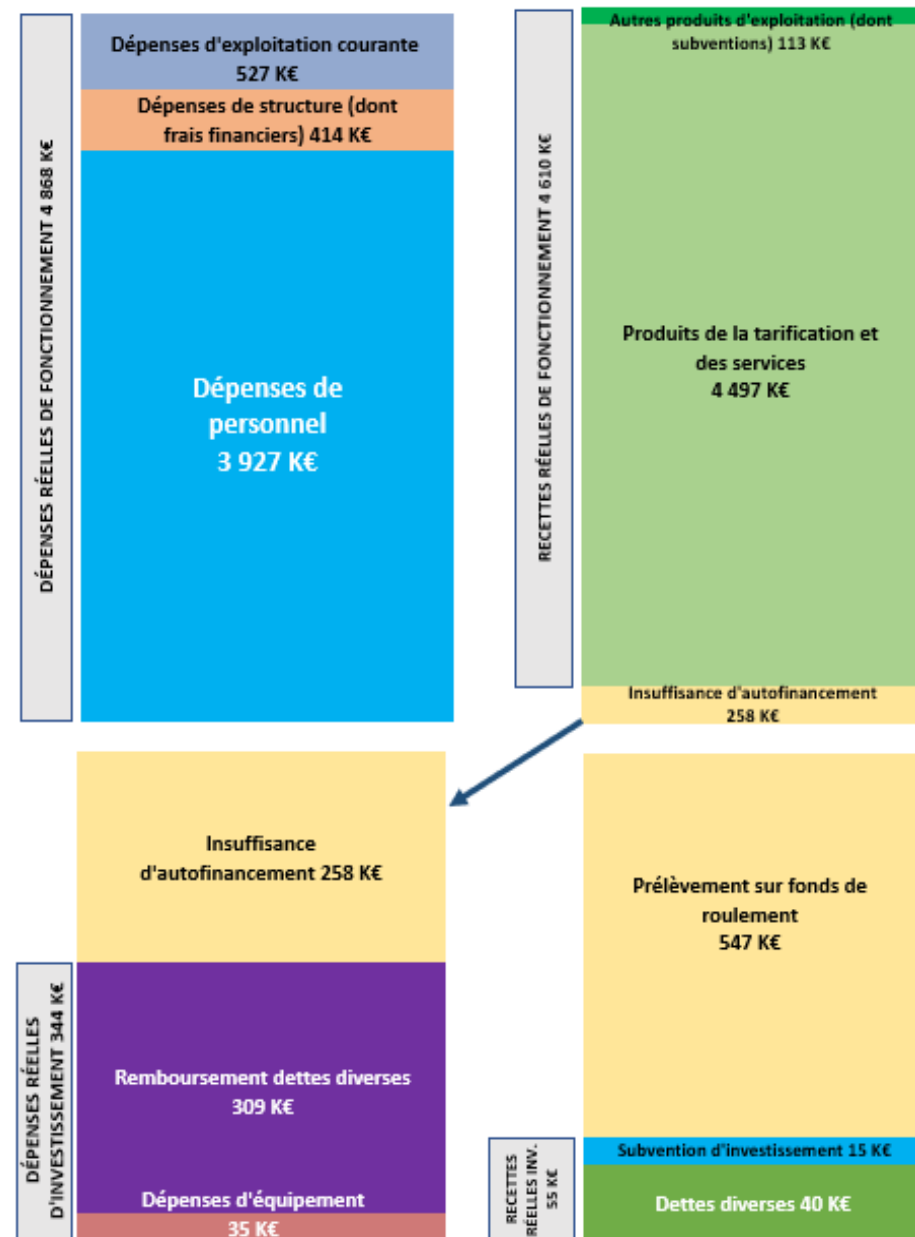 DÉPENSES RÉELLES DE FONCTIONNEMENT 4 868 K€
Dépenses d'exploitation courante
527 K€
Dépenses de structure (dont
frais financiers) 414 K€
Dépenses de
personnel
3 927 K€
RECETTES RÉELLES DE FONCTIONNEMENT 4 610 K€
Autres produits d'exploitation (dont
subventions) 113 K€
Produits de la tarification et
des services
4 497 K€
Insuffisance d'autofinancement
258 K€
Insuffisance
d'autofinancement 258 K€
DÉPENSES RÉELLES
D'INVESTISSEMENT 344 K€
Remboursement dettes diverses
309 K€
Dépenses d'équipement
35 K€
Prélèvement sur fonds de
roulement
547 K€
RECETTES
RÉELLES INV.
55 K€
Subvention d'investissement 15 K€
Dettes diverses 40 K€